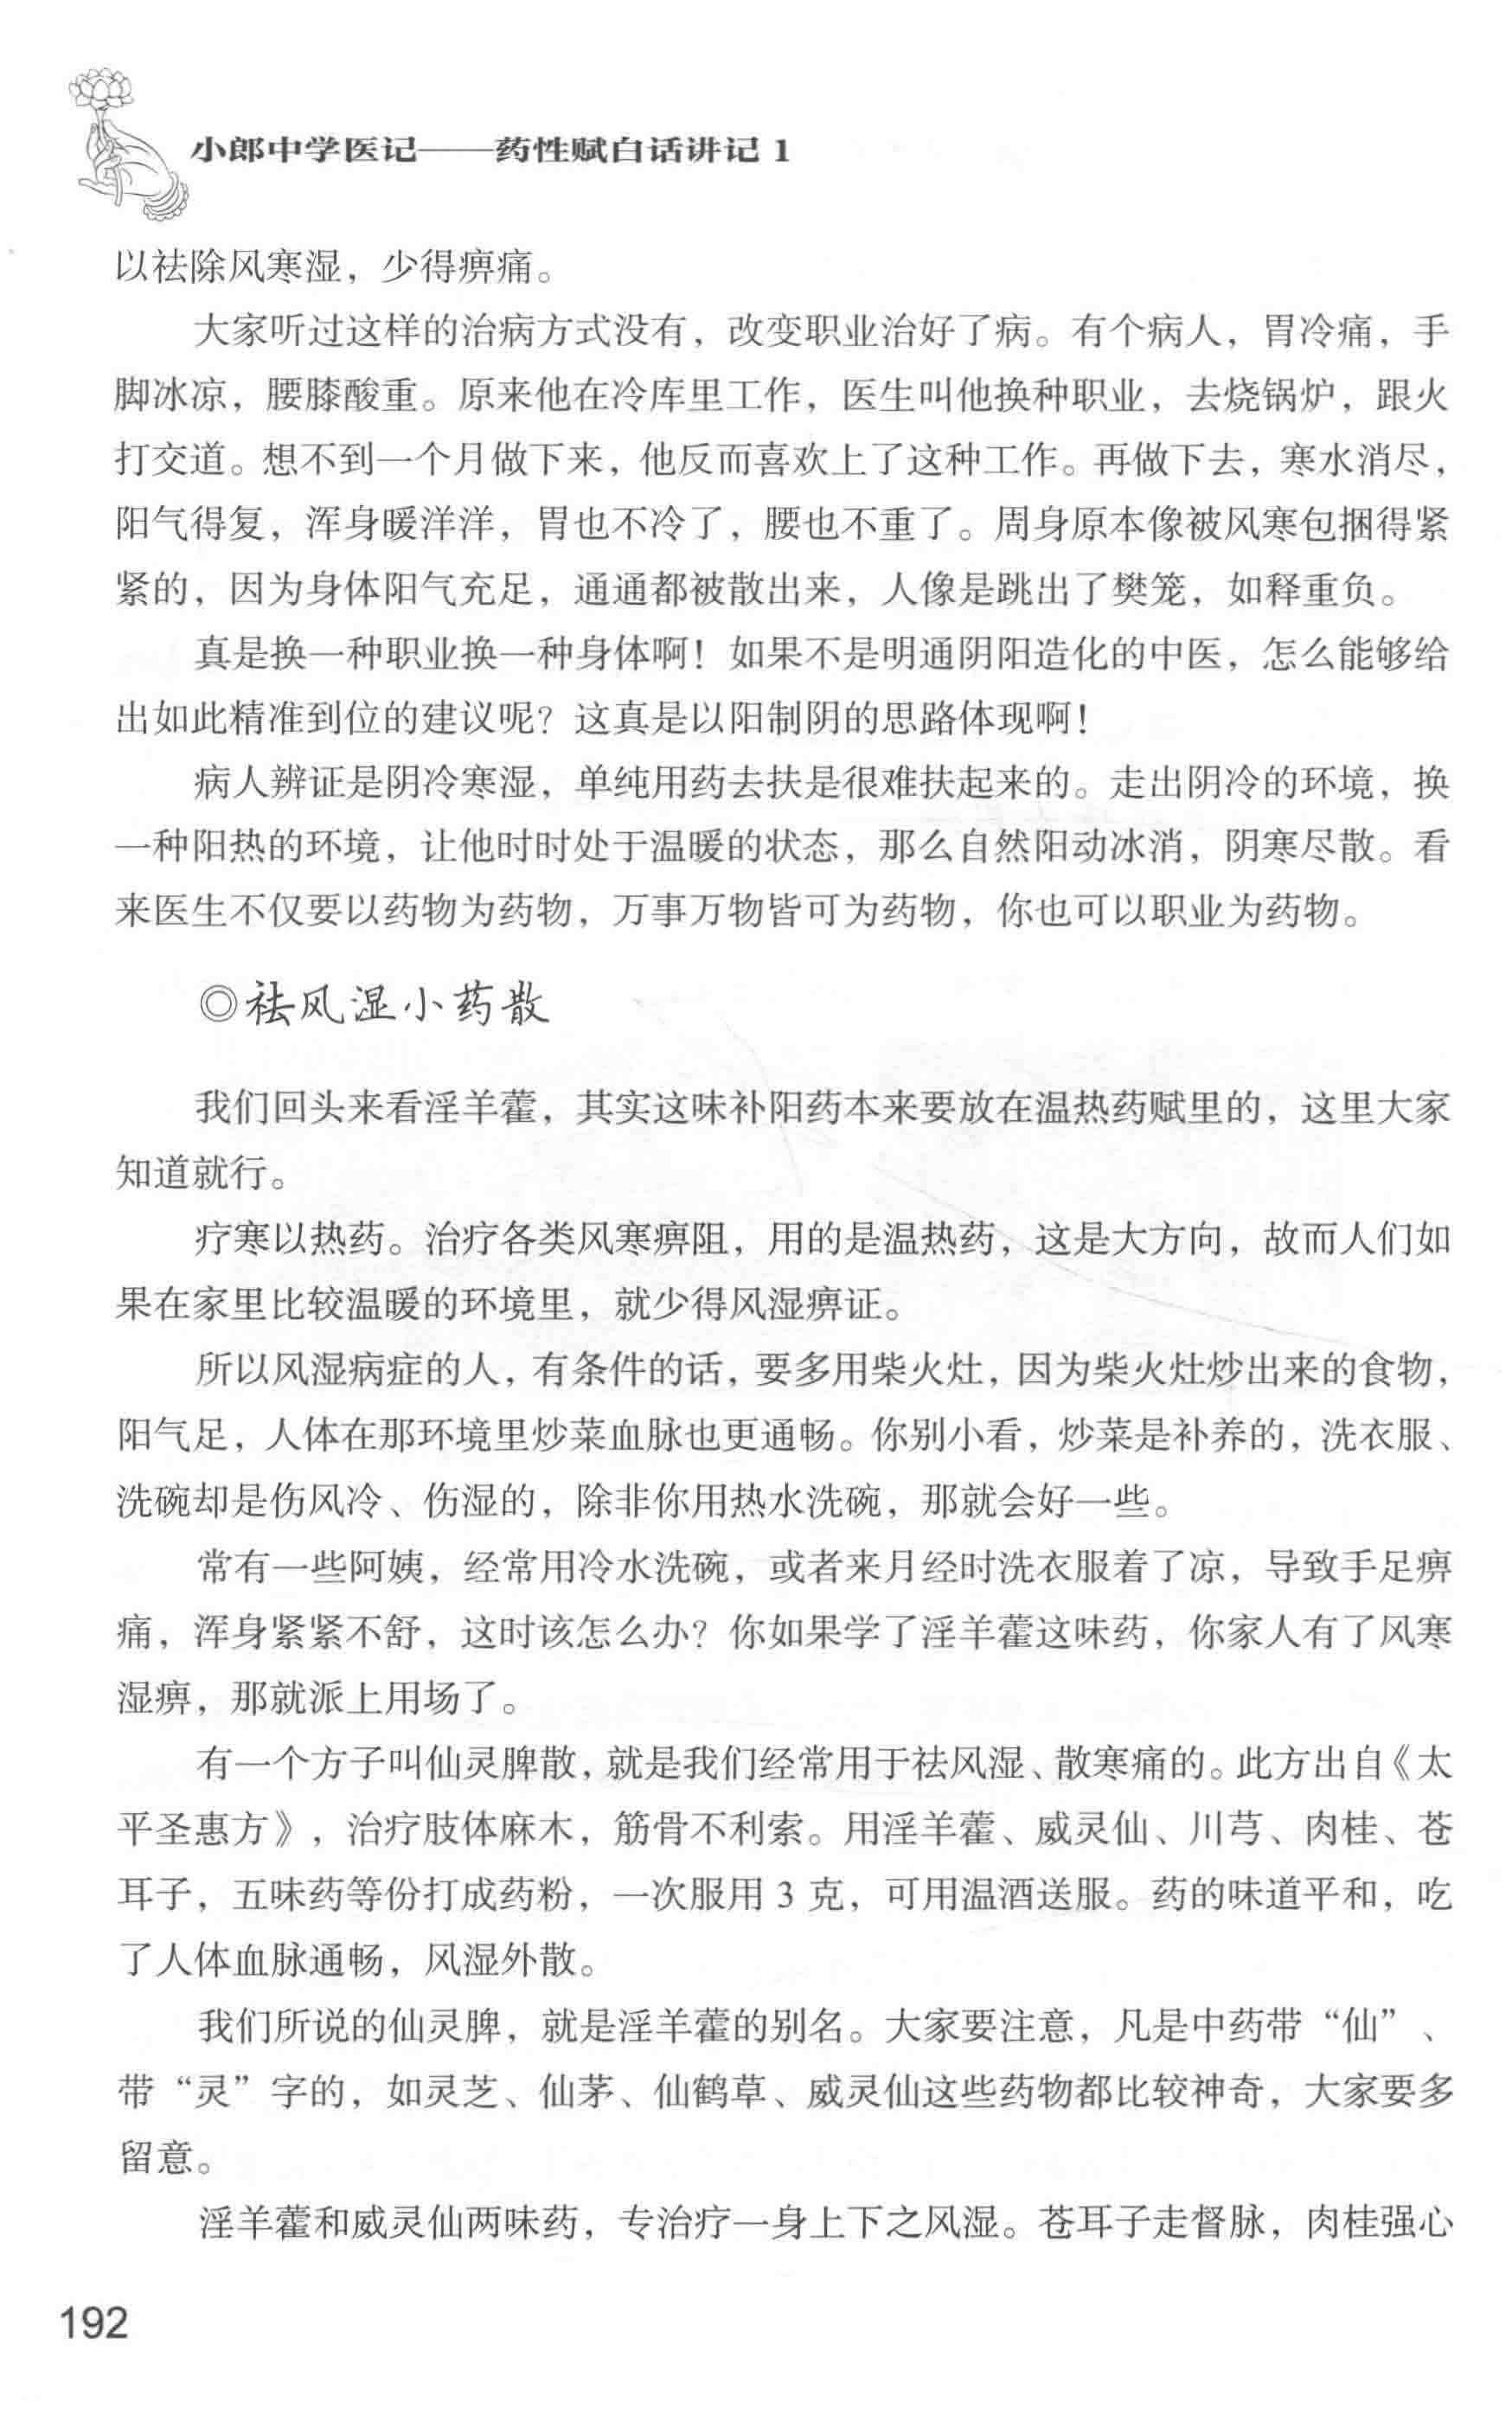 小郎中学医记——药性赋白话讲记 1
以祛除风寒湿，少得痹痛。
大家听过这样的治病方式没有，改变职业治好了病。有个病人，胃冷痛，手
脚冰凉，腰膝酸重。原来他在冷库里工作，医生叫他换种职业，去烧锅炉，跟火
打交道。想不到一个月做下来，他反而喜欢上了这种工作。再做下去，寒水消尽，
阳气得复，浑身暖洋洋，胃也不冷了，腰也不重了。周身原本像被风寒包捆得紧
紧的，因为身体阳气充足，通通都被散出来，人像是跳出了樊笼，如释重负。
真是换一种职业换一种身体啊！如果不是明通阴阳造化的中医，怎么能够给
出如此精准到位的建议呢？这真是以阳制阴的思路体现啊！
病人辨证是阴冷寒湿，单纯用药去扶是很难扶起来的。走出阴冷的环境，换
一种阳热的环境，让他时时处于温暖的状态，那么自然阳动冰消，阴寒尽散。看
来医生不仅要以药物为药物，万事万物皆可为药物，你也可以职业为药物。
◎祛风湿小药散
我们回头来看淫羊藿，其实这味补阳药本来要放在温热药赋里的，这里大家
知道就行。
疗寒以热药。治疗各类风寒痹阻，用的是温热药，这是大方向，故而人们如
果在家里比较温暖的环境里，就少得风湿痹证。
所以风湿病症的人，有条件的话，要多用柴火灶，因为柴火灶炒出来的食物，
阳气足，人体在那环境里炒菜血脉也更通畅。你别小看，炒菜是补养的，洗衣服、
洗碗却是伤风冷、伤湿的，除非你用热水洗碗，那就会好一些。
常有一些阿姨，经常用冷水洗碗，或者来月经时洗衣服着了凉，导致手足痹
痛，浑身紧紧不舒，这时该怎么办？你如果学了淫羊藿这味药，你家人有了风寒
湿痹，那就派上用场了。
有一个方子叫仙灵脾散，就是我们经常用于祛风湿、散寒痛的。此方出自《太
平圣惠方》，治疗肢体麻木，筋骨不利索。用淫羊藿、威灵仙、川芎、肉桂、苍
耳子，五味药等份打成药粉，一次服用 3 克，可用温酒送服。药的味道平和，吃
了人体血脉通畅，风湿外散。
我们所说的仙灵脾，就是淫羊藿的别名。大家要注意，凡是中药带“仙”、
带“灵”字的，如灵芝、仙茅、仙鹤草、威灵仙这些药物都比较神奇，大家要多
留意。
淫羊藿和威灵仙两味药，专治疗一身上下之风湿。苍耳子走督脉，肉桂强心
192